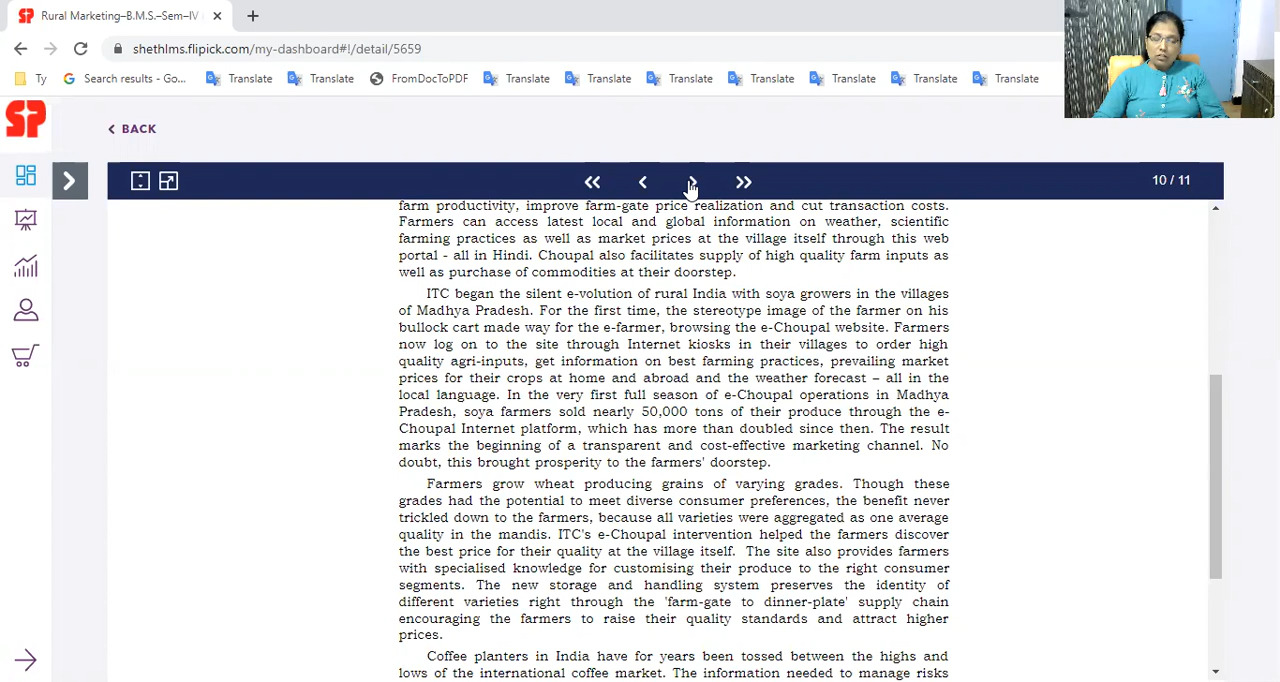 Rural Marketing–B.M.S.–Sem–IV
shethlms.flipick.com/my-dashboard#!/detail/5659
Ty
Search results - Go...
Translate
Translate
FromDocToPDF
Translate
Translate
Translate
Translate
Translate
Translate
Translate
SP
BACK
10 / 11
farm productivity, improve farm-gate price realization and cut transaction costs.
Farmers can access latest local and global information on weather, scientific
farming practices as well as market prices at the village itself through this web
portal - all in Hindi. Choupal also facilitates supply of high quality farm inputs as
well as purchase of commodities at their doorstep.
ITC began the silent e-volution of rural India with soya growers in the villages
of Madhya Pradesh. For the first time, the stereotype image of the farmer on his
bullock cart made way for the e-farmer, browsing the e-Choupal website. Farmers
now log on to the site through Internet kiosks in their villages to order high
quality agri-inputs, get information on best farming practices, prevailing market
prices for their crops at home and abroad and the weather forecast – all in the
local language. In the very first full season of e-Choupal operations in Madhya
Pradesh, soya farmers sold nearly 50,000 tons of their produce through the e-
Choupal Internet platform, which has more than doubled since then. The result
marks the beginning of a transparent and cost-effective marketing channel. No
doubt, this brought prosperity to the farmers' doorstep.
Farmers grow wheat producing grains of varying grades. Though these
grades had the potential to meet diverse consumer preferences, the benefit never
trickled down to the farmers, because all varieties were aggregated as one average
quality in the mandis. ITC's e-Choupal intervention helped the farmers discover
the best price for their quality at the village itself. The site also provides farmers
with specialised knowledge for customising their produce to the right consumer
segments. The new storage and handling system preserves the identity of
different varieties right through the 'farm-gate to dinner-plate' supply chain
encouraging the farmers to raise their quality standards and attract higher
prices.
Coffee planters in India have for years been tossed between the highs and
lows of the international coffee market. The information needed to manage risks